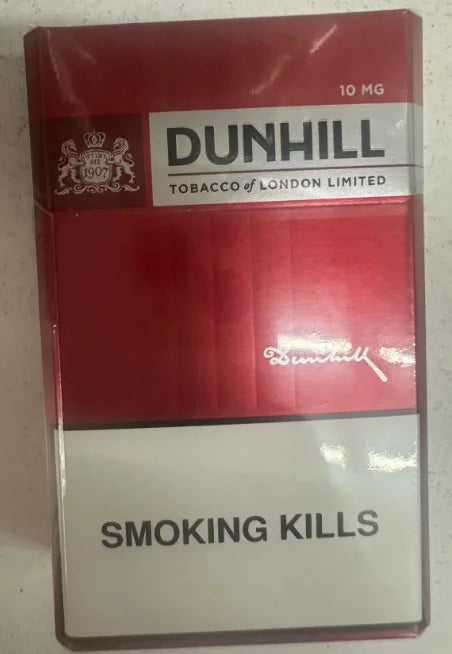 10 MG
DUNHILL
TOBACCO of LONDON LIMITED
1907
Dunhill
SMOKING KILLS